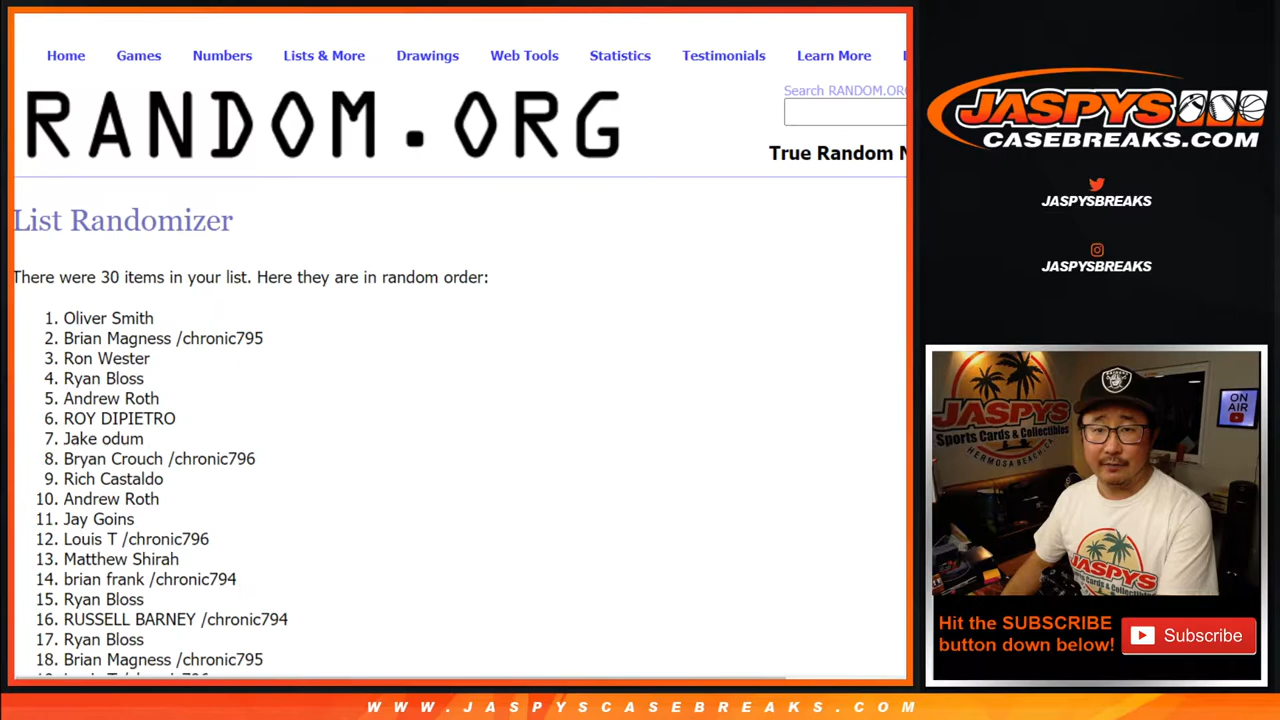 Home Games Numbers Lists & More Drawings Web Tools Statistics Testimonials Learn More
RANDOM.ORG
Search RANDOM.ORG
True Random
List Randomizer
There were 30 items in your list. Here they are in random order:
1. Oliver Smith
2. Brian Magness /chronic795
3. Ron Wester
4. Ryan Bloss
5. Andrew Roth
6. ROY DIPIETRO
7. Jake odum
8. Bryan Crouch /chronic796
9. Rich Castaldo
10. Andrew Roth
11. Jay Goins
12. Louis T /chronic796
13. Matthew Shirah
14. brian frank /chronic794
15. Ryan Bloss
16. RUSSELL BARNEY /chronic794
17. Ryan Bloss
18. Brian Magness /chronic795
JASPYS
CASEBREAKS.COM
JASPYSBREAKS
JASPYSBREAKS
JASPYS
Sports Cards & Collectibles
HERMOSA BEACH, CA
ON
AIR
JASPYS
Hit the SUBSCRIBE
button down below!
Subscribe
WWW.JASPYSCASEBREAKS.COM